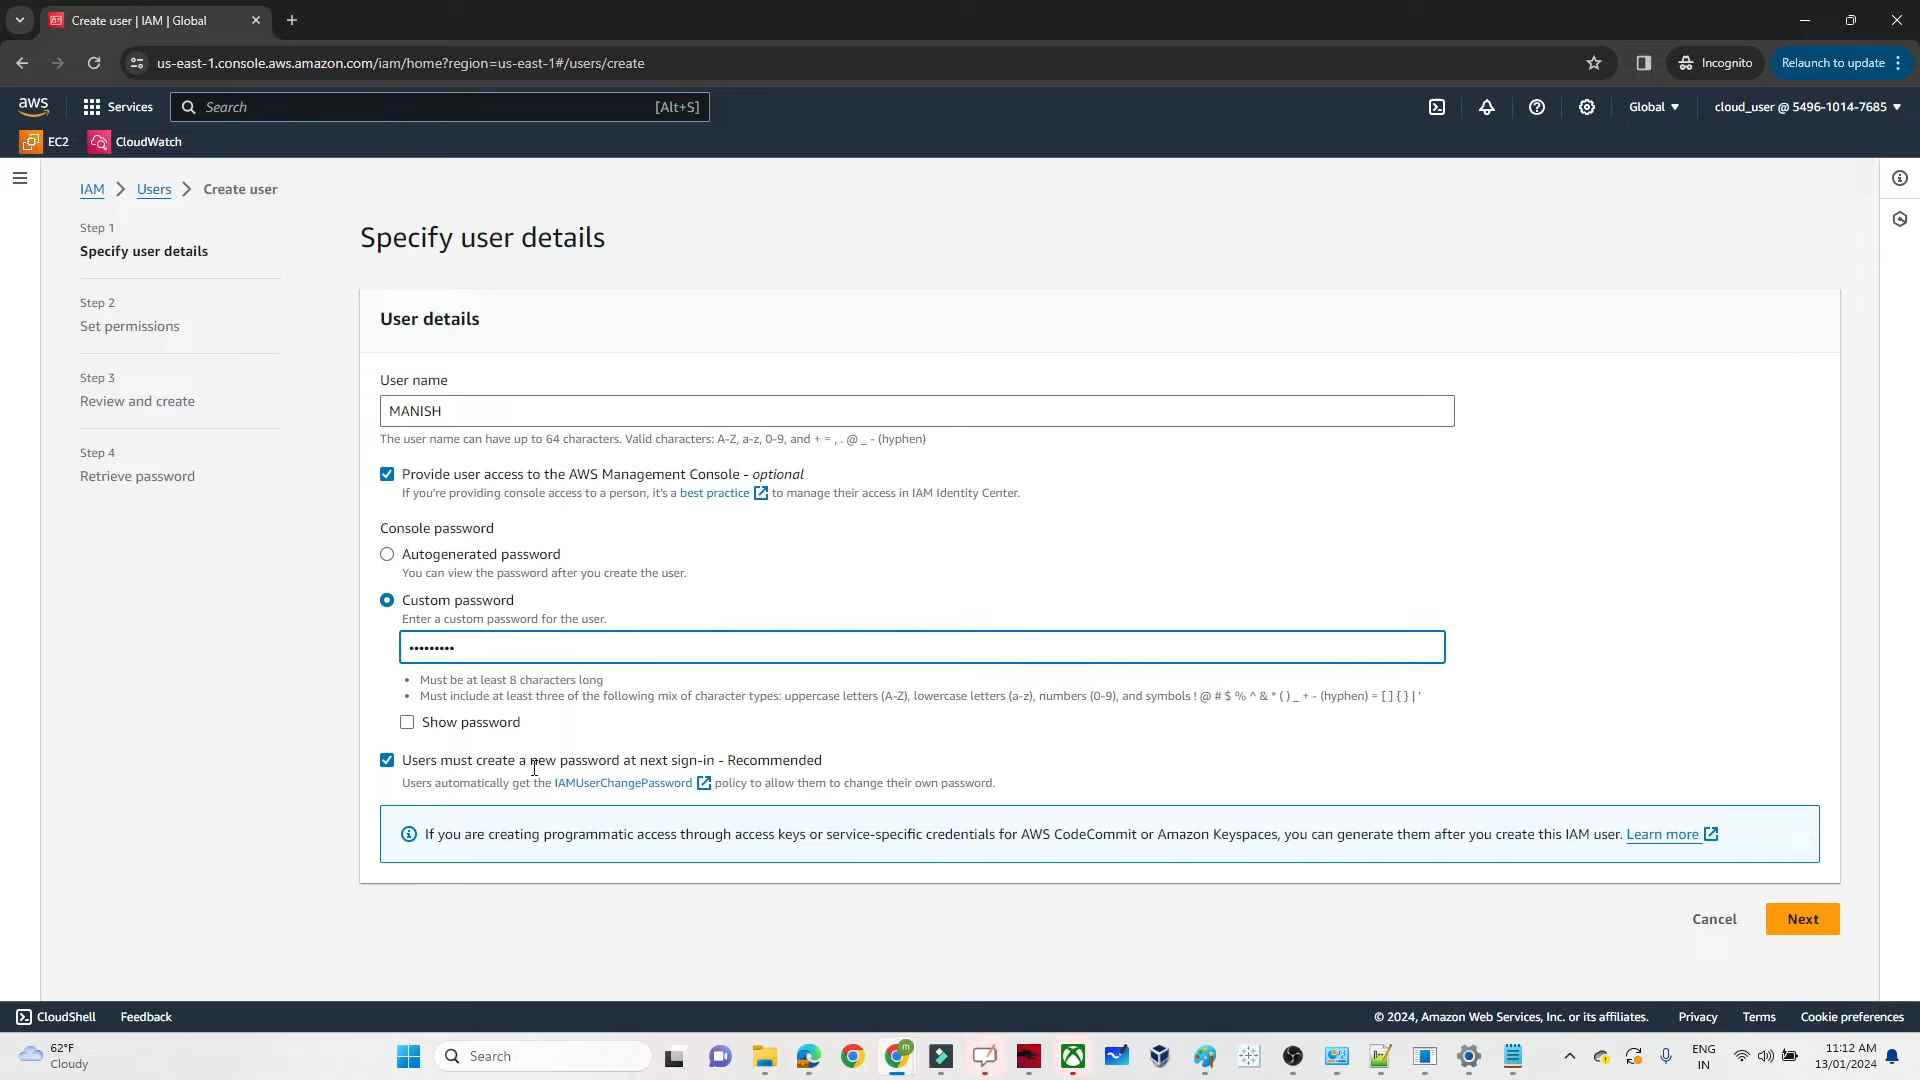 Create user | IAM | Global
us-east-1.console.aws.amazon.com/iam/home?region=us-east-1#/users/create
Incognito
Relaunch to update
aws
Services
Search
[Alt+S]
Global
cloud_user @ 5496-1014-7685
EC2
CloudWatch
IAM
Users
Create user
Step 1
Specify user details
Step 2
Set permissions
Step 3
Review and create
Step 4
Retrieve password
Specify user details
User details
User name
MANISH
The user name can have up to 64 characters. Valid characters: A-Z, a-z, 0-9, and + = , . @ _ - (hyphen)
Provide user access to the AWS Management Console - optional
If you're providing console access to a person, it's a best practice to manage their access in IAM Identity Center.
Console password
Autogenerated password
You can view the password after you create the user.
Custom password
Enter a custom password for the user.
•••••••••
• Must be at least 8 characters long
• Must include at least three of the following mix of character types: uppercase letters (A-Z), lowercase letters (a-z), numbers (0-9), and symbols ! @ # $ % ^ & * ( ) _ + - (hyphen) = [ ] { } | '
Show password
Users must create a new password at next sign-in - Recommended
Users automatically get the IAMUserChangePassword policy to allow them to change their own password.
If you are creating programmatic access through access keys or service-specific credentials for AWS CodeCommit or Amazon Keyspaces, you can generate them after you create this IAM user. Learn more
Cancel
Next
CloudShell
Feedback
© 2024, Amazon Web Services, Inc. or its affiliates.
Privacy
Terms
Cookie preferences
62°F
Cloudy
Search
ENG
IN
11:12 AM
13/01/2024